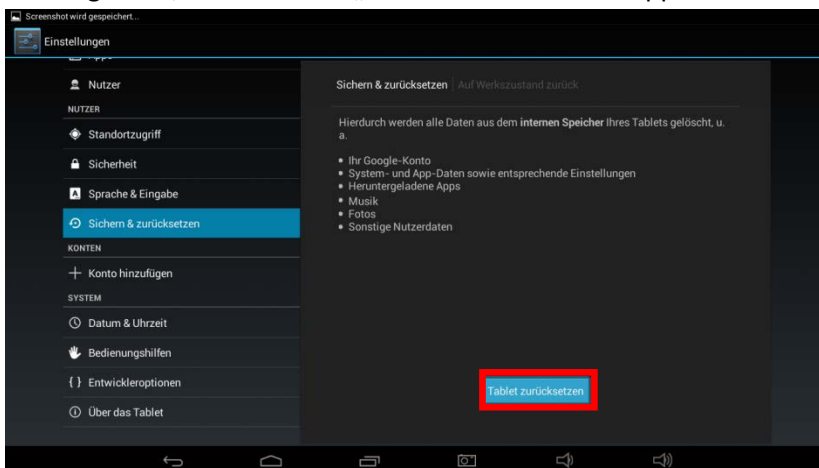 Screenshot wird gespeichert...
Einstellungen
Nutzer
NUTZER
Standortzugriff
Sicherheit
Sprache & Eingabe
Sichern & zurücksetzen
KONTEN
Konto hinzufügen
SYSTEM
Datum & Uhrzeit
Bedienungshilfen
Entwickleroptionen
Über das Tablet
Sichern & zurücksetzen | Auf Werkszustand zurück
Hierdurch werden alle Daten aus dem internen Speicher Ihres Tablets gelöscht, u.
a.
• Ihr Google-Konto
• System- und App-Daten sowie entsprechende Einstellungen
• Heruntergeladene Apps
• Musik
• Fotos
• Sonstige Nutzerdaten
Tablet zurücksetzen